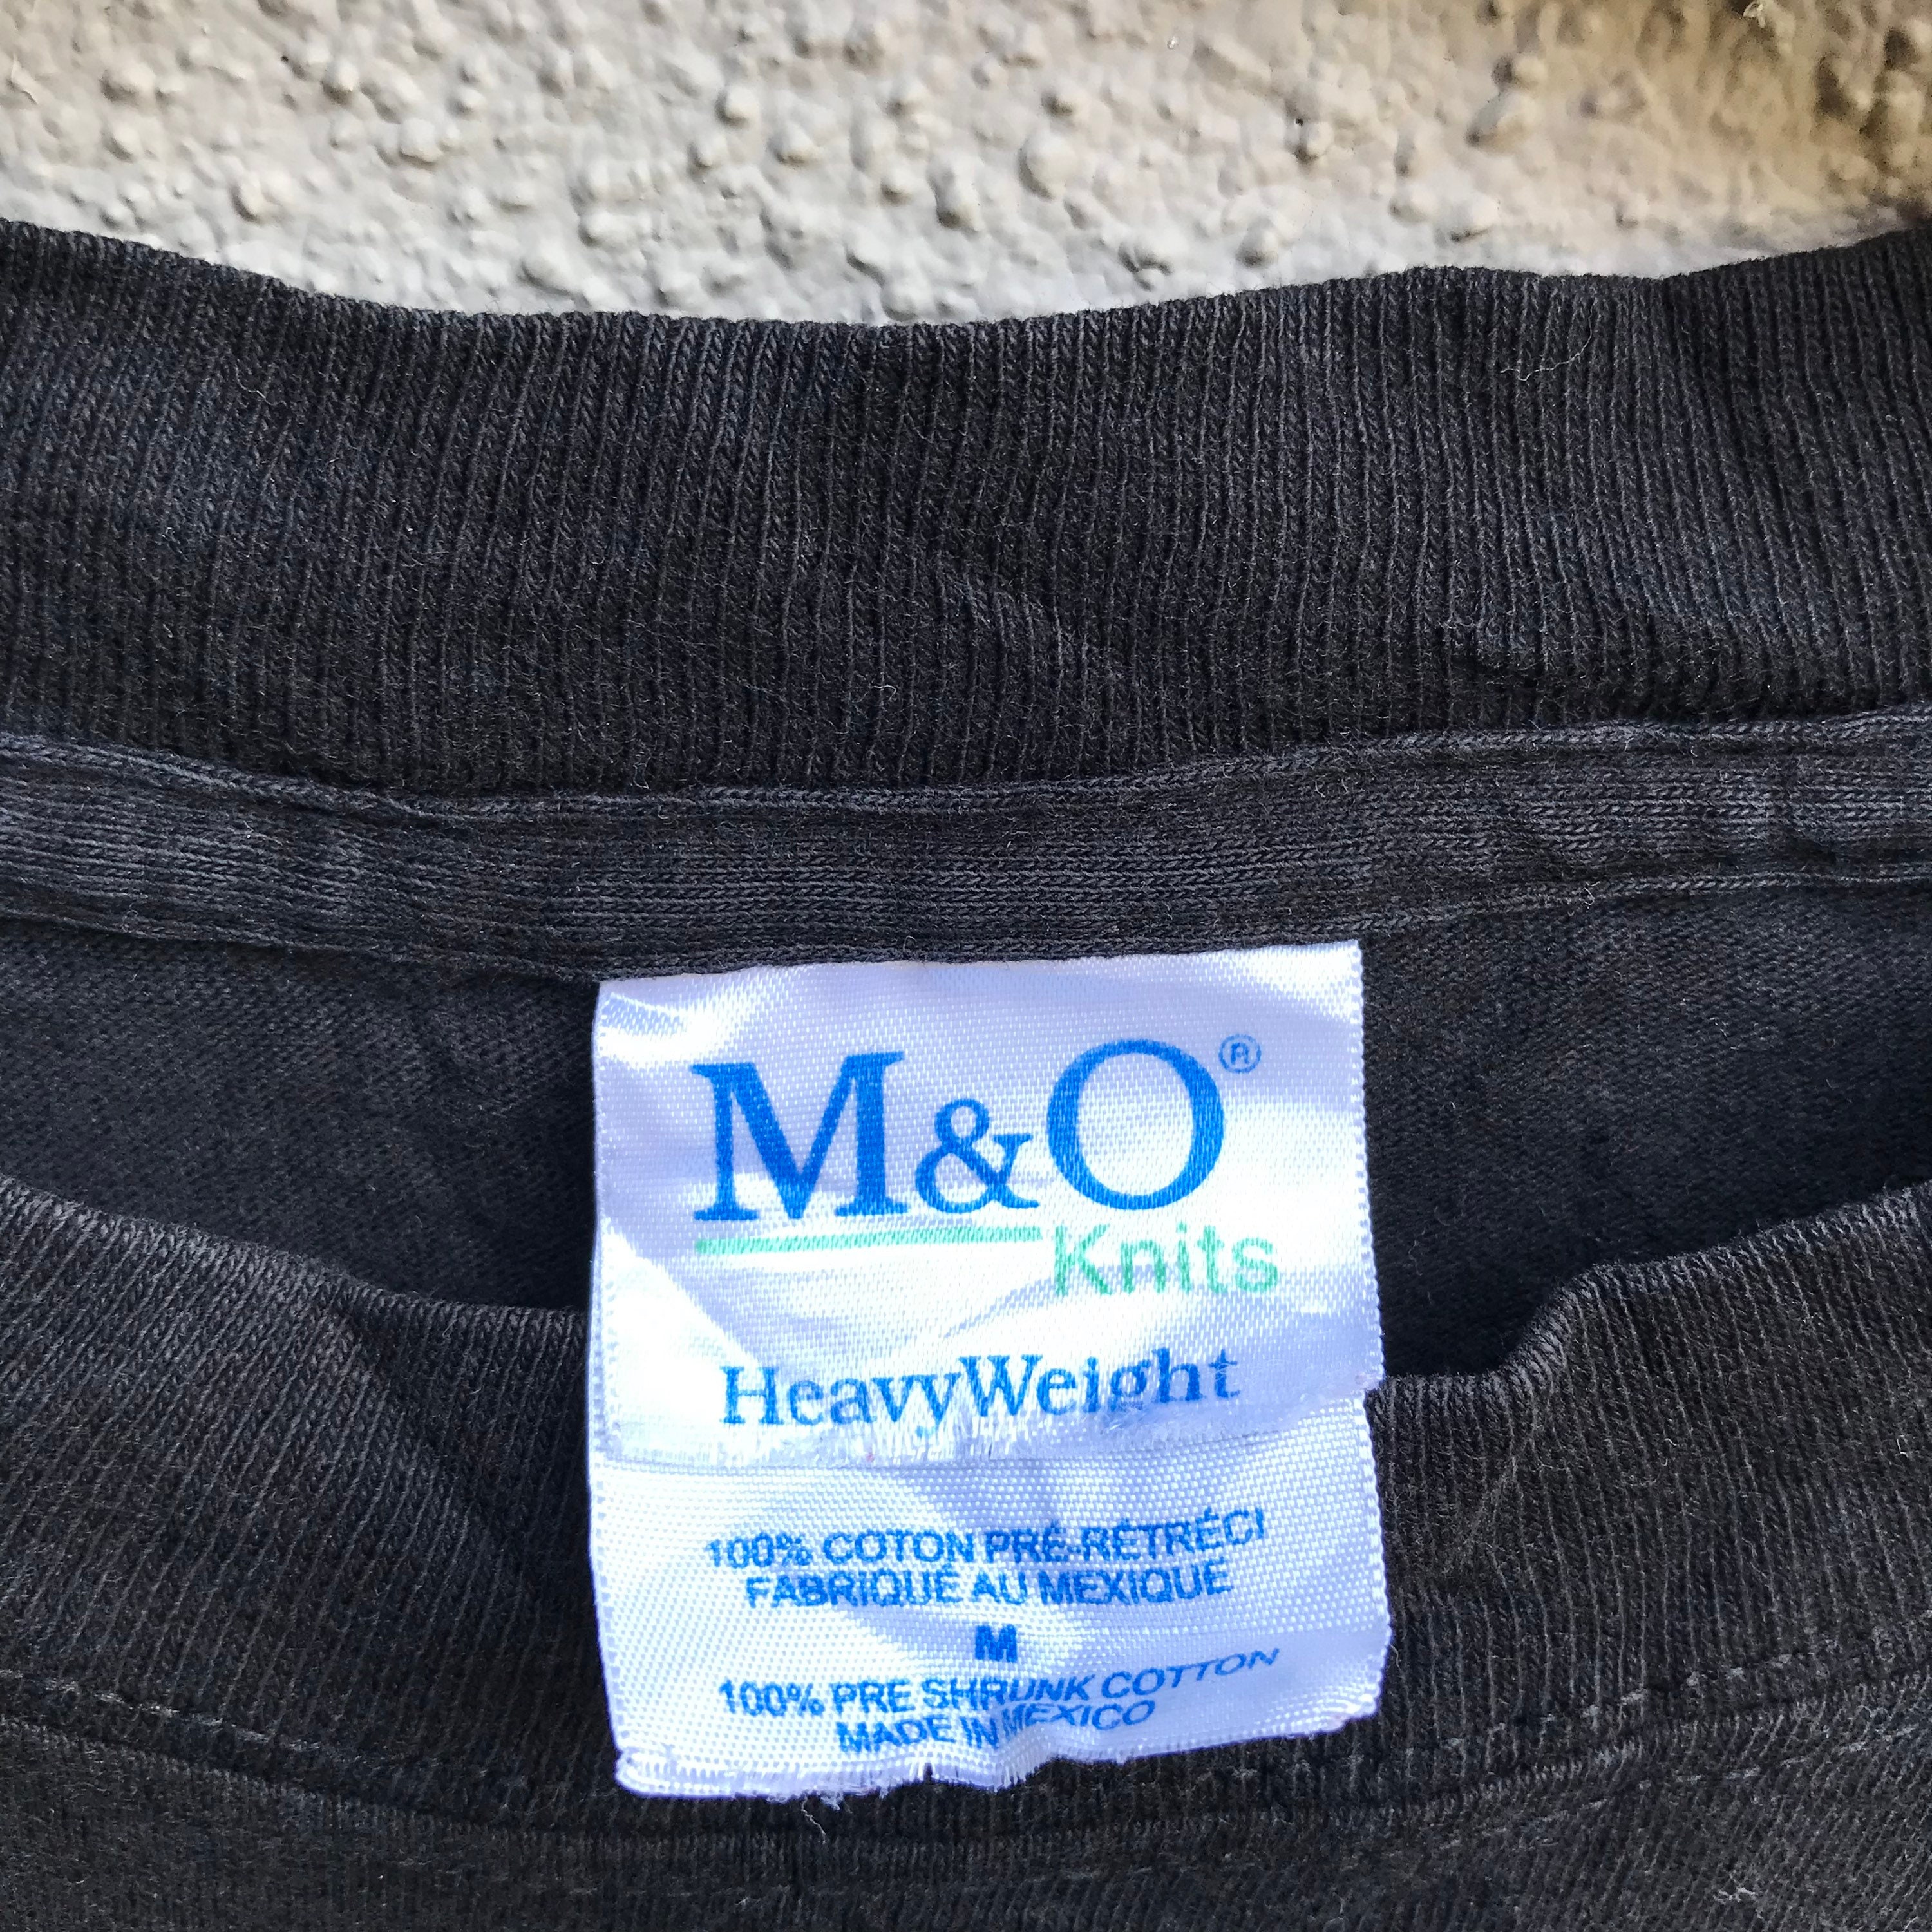 M&O®
Knits
HeavyWeight
100% COTON PRÉ-RÉTRÉCI
FABRIQUÉ AU MEXIQUE
M
100% PRE SHRUNK COTTON
MADE IN MEXICO